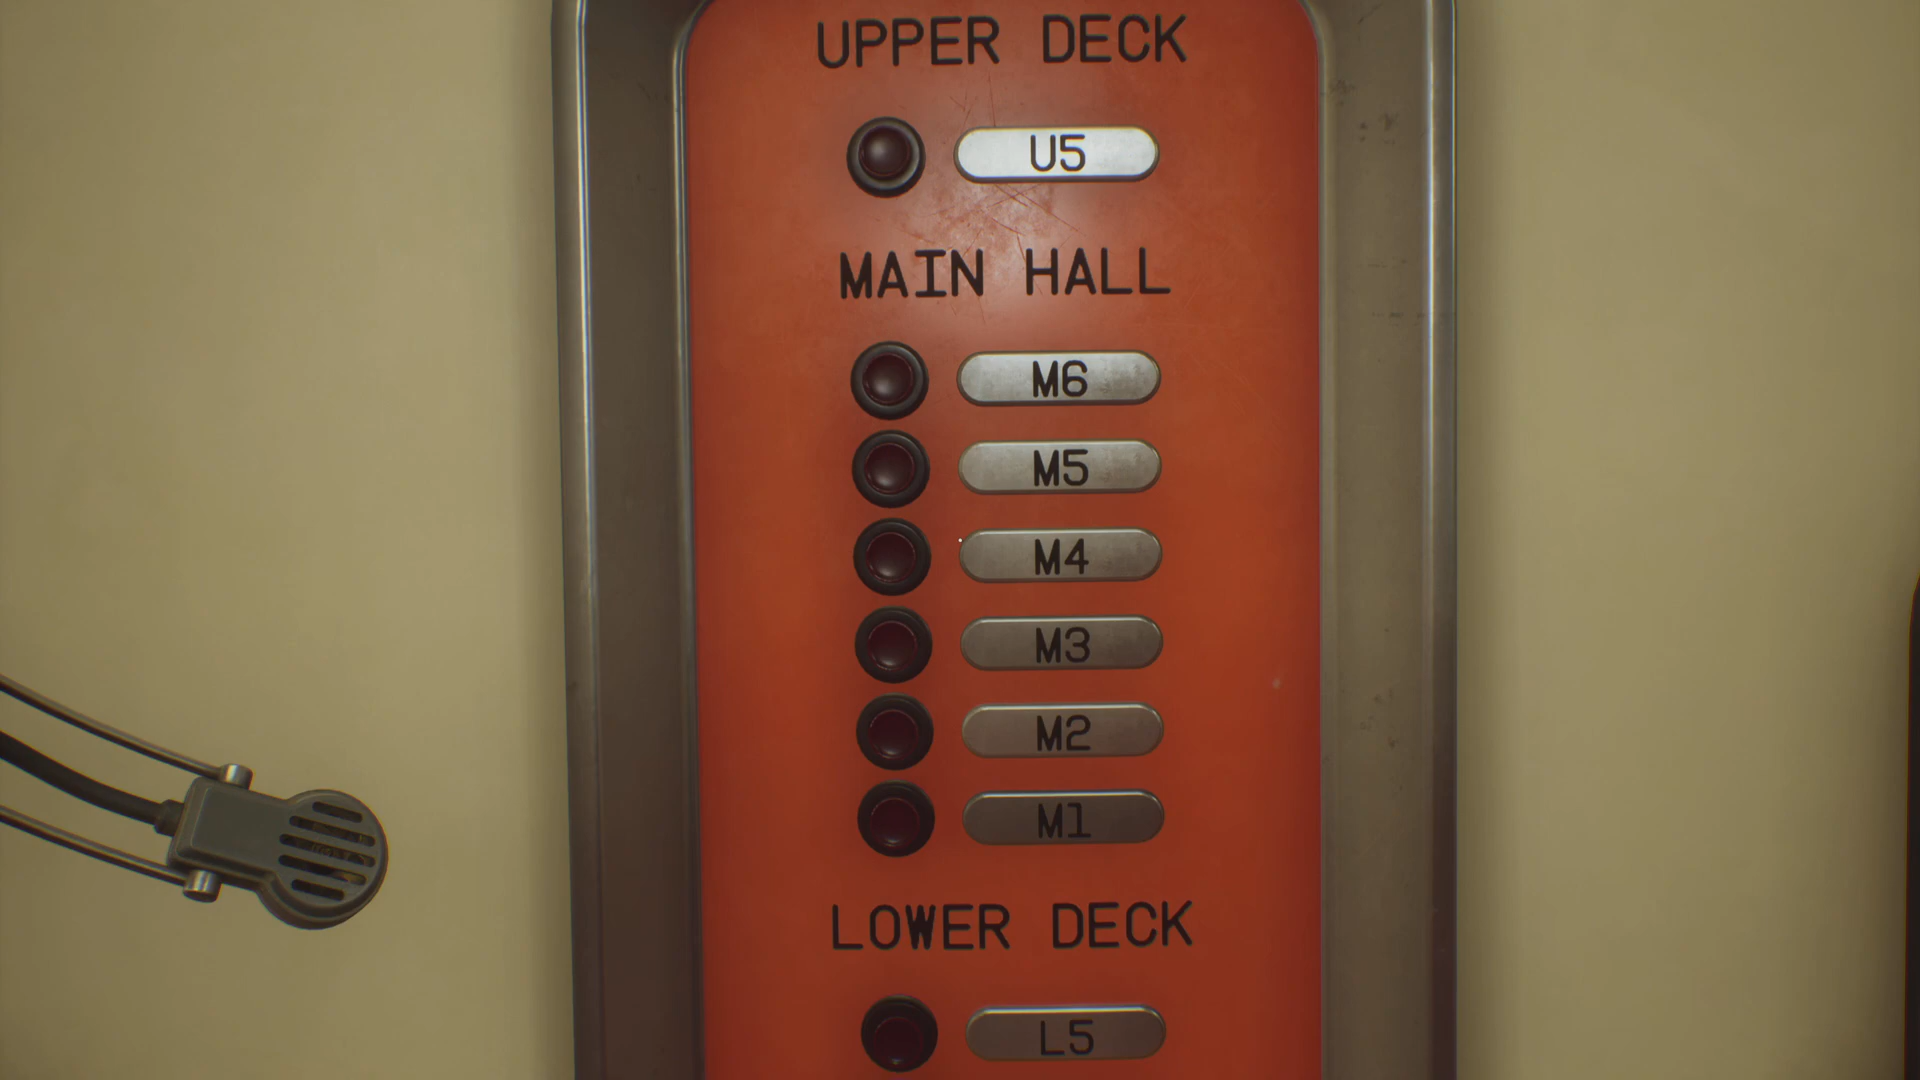 UPPER DECK
U5
MAIN HALL
M6
M5
M4
M3
M2
M1
LOWER DECK
L5